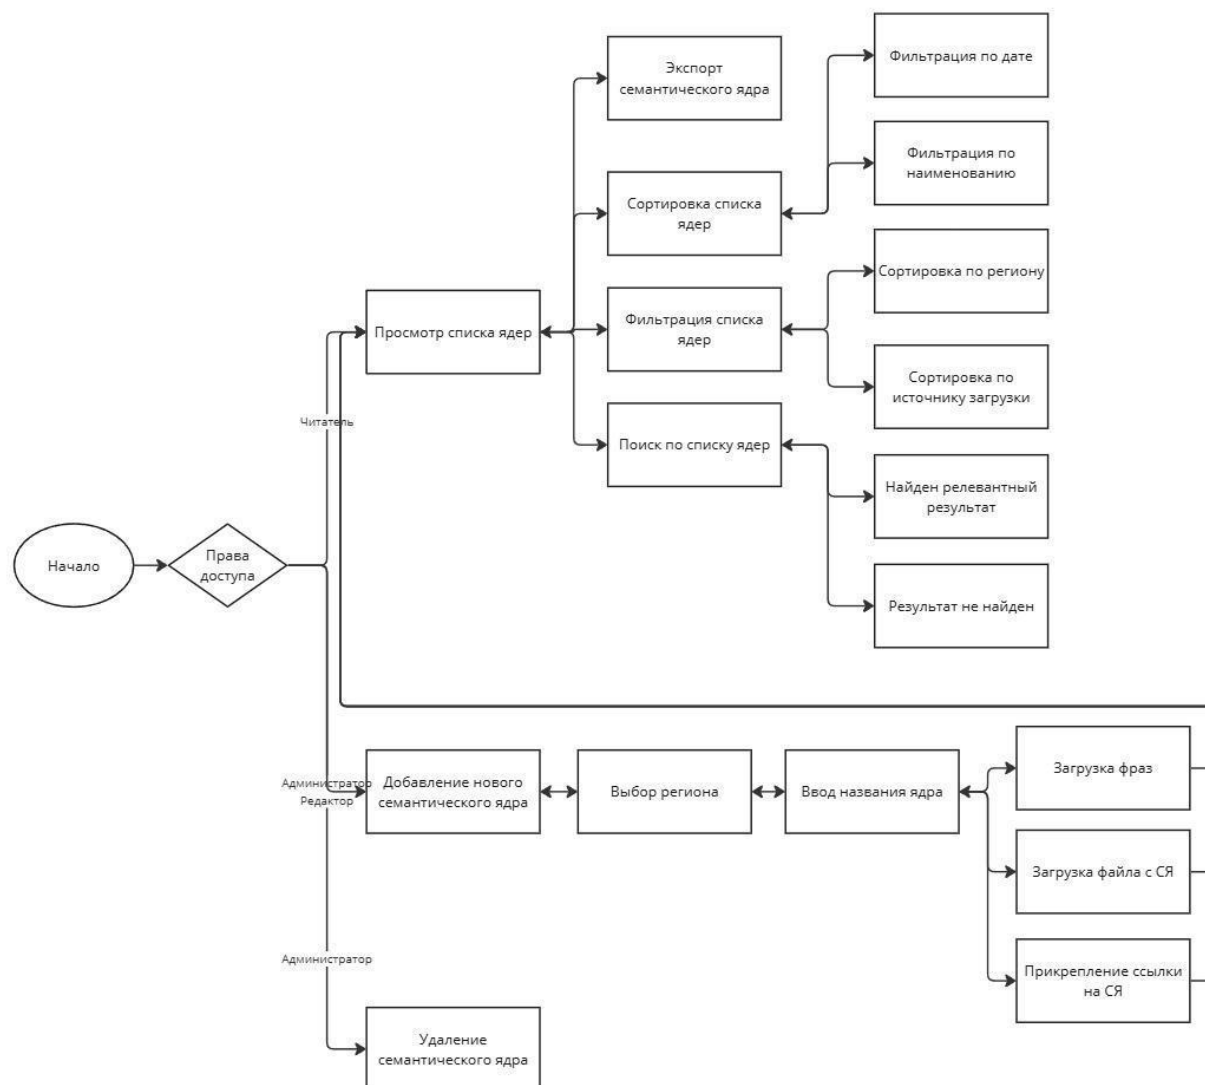 Экспорт
семантического ядра
Фильтрация по дате
Фильтрация по
наименованию
Сортировка списка
ядер
Сортировка по региону
Просмотр списка ядер
Фильтрация списка
ядер
Сортировка по
источнику загрузки
Читатель
Поиск по списку ядер
Найден релевантный
результат
Начало
Права
доступа
Результат не найден
Администратор
Редактор
Добавление нового
семантического ядра
Выбор региона
Ввод названия ядра
Загрузка фраз
Загрузка файла с СЯ
Администратор
Прикрепление ссылки
на СЯ
Удаление
семантического ядра